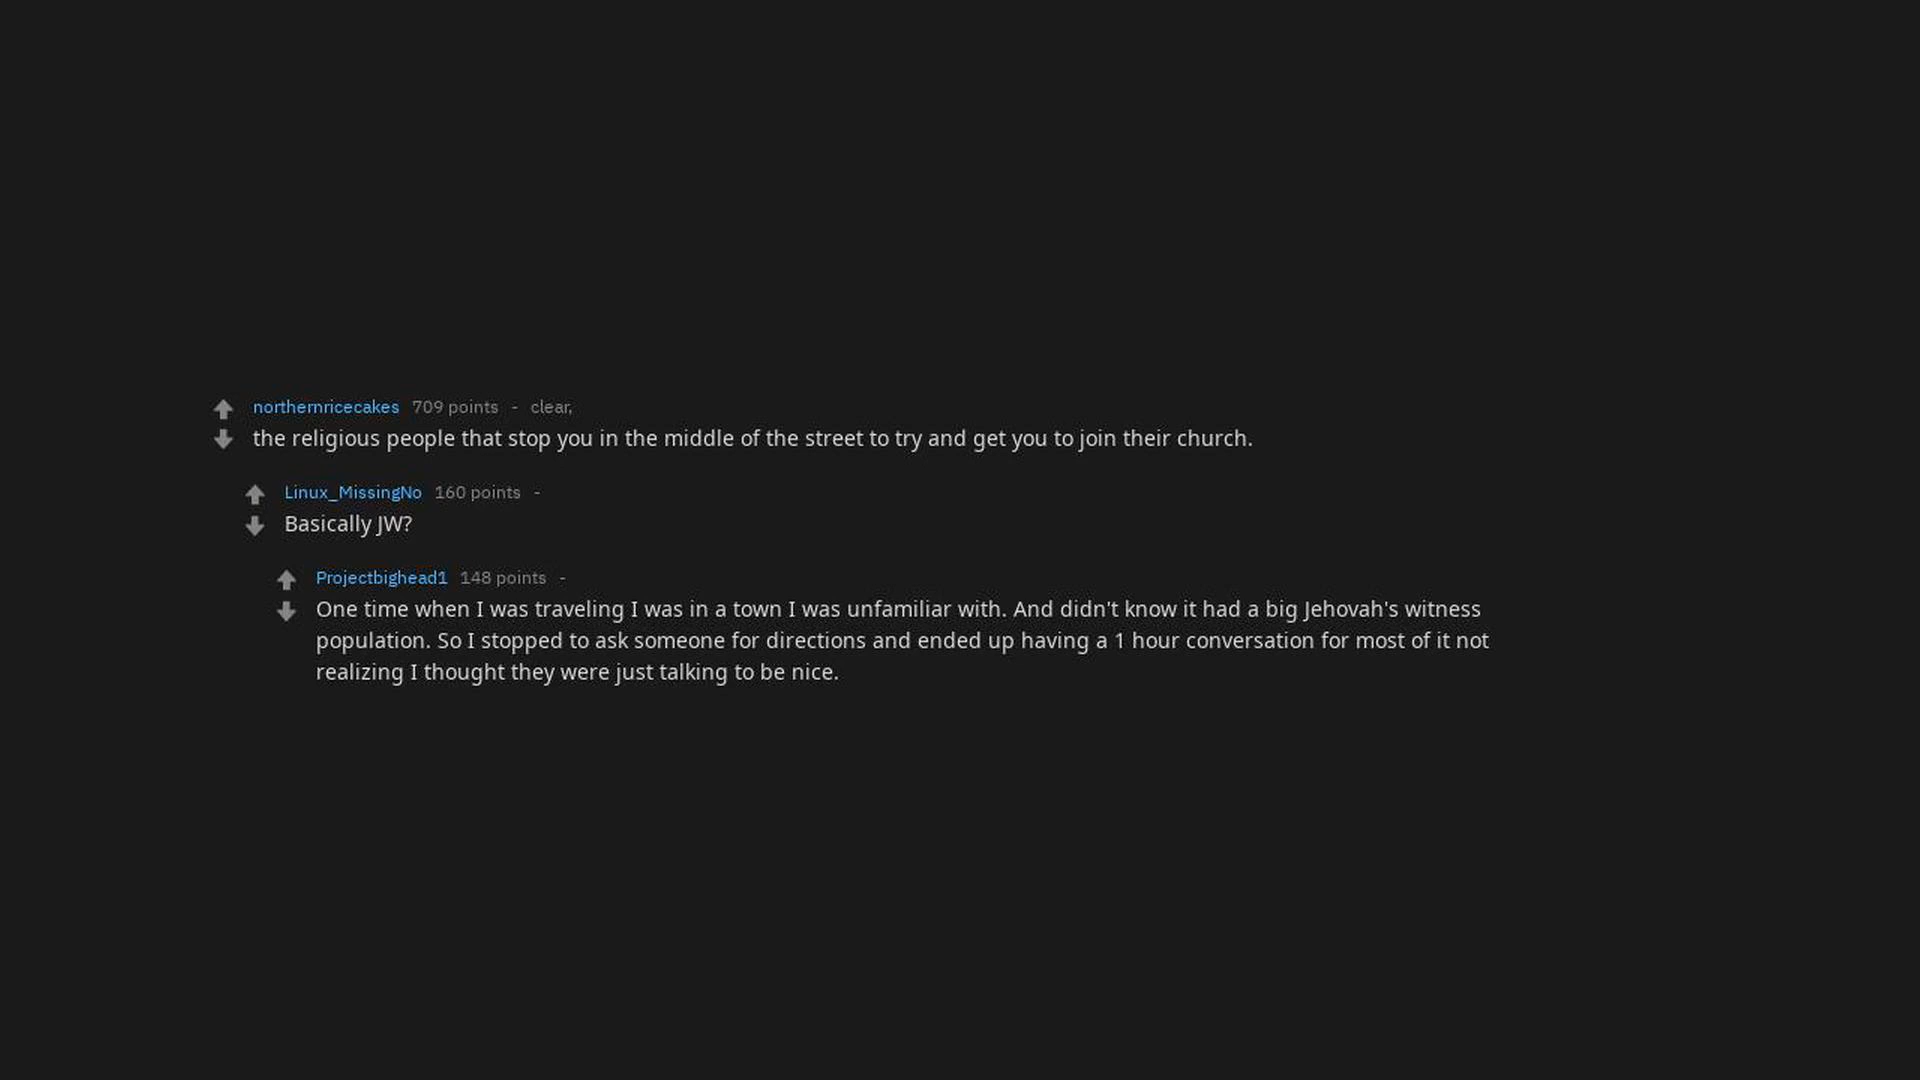 northernricecakes 709 points - clear,
the religious people that stop you in the middle of the street to try and get you to join their church.
Linux_MissingNo 160 points -
Basically JW?
Projectbighead1 148 points -
One time when I was traveling I was in a town I was unfamiliar with. And didn't know it had a big Jehovah's witness
population. So I stopped to ask someone for directions and ended up having a 1 hour conversation for most of it not
realizing I thought they were just talking to be nice.